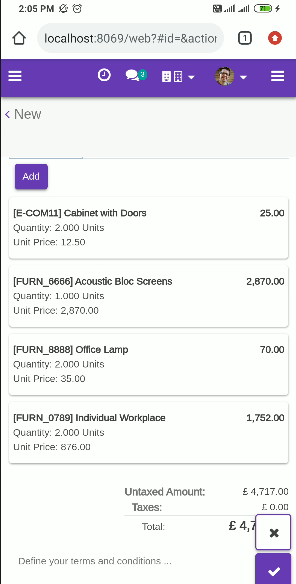 2:05 PM
localhost:8069/web?#id=&action
1
3
New
Add
[E-COM11] Cabinet with Doors 25.00
Quantity: 2.000 Units
Unit Price: 12.50
[FURN_6666] Acoustic Bloc Screens 2,870.00
Quantity: 1.000 Units
Unit Price: 2,870.00
[FURN_8888] Office Lamp 70.00
Quantity: 2.000 Units
Unit Price: 35.00
[FURN_0789] Individual Workplace 1,752.00
Quantity: 2.000 Units
Unit Price: 876.00
Untaxed Amount: £ 4,717.00
Taxes: £ 0.00
Total: £ 4,7
Define your terms and conditions ...